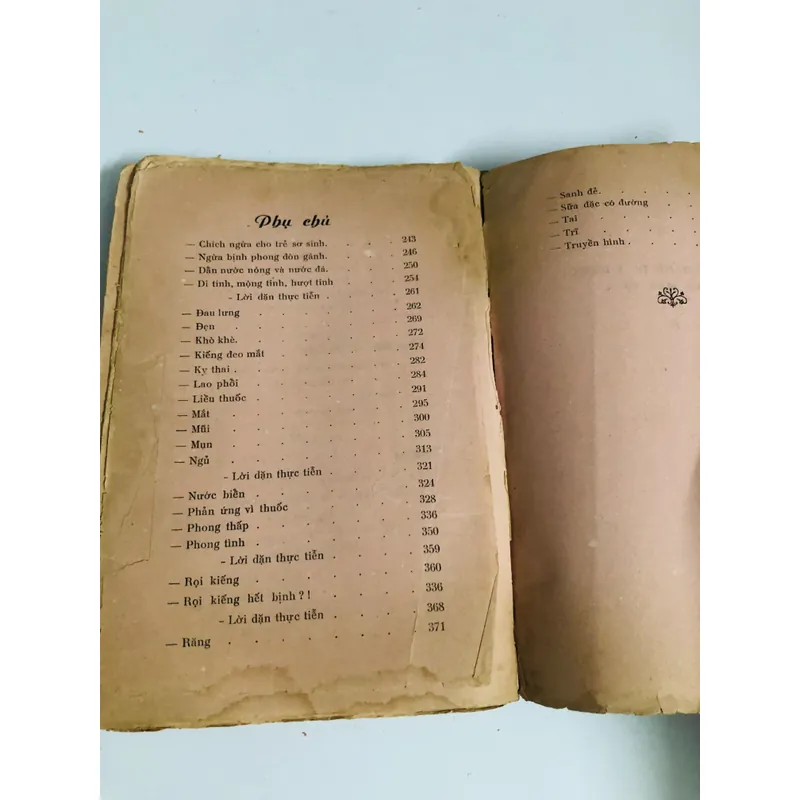 Phụ chú
— Chích ngừa cho trẻ sơ sinh. . . . 243
— Ngừa bịnh phong đòn gánh. . . . 246
— Dẫn nước nóng và nước đá. . . . 250
— Di tinh, mộng tinh, hượt tinh . . . . 254
- Lời dặn thực tiễn . . . . 261
— Đau lưng . . . . . . . 262
— Đẹn . . . . . . . . 269
— Khò khè. . . . . . . . 272
— Kiếng đeo mắt . . . . . . 274
— Kỵ thai . . . . . . . . 282
— Lao phổi . . . . . . . 284
— Liều thuốc . . . . . . . 291
— Mắt . . . . . . . . 295
— Mũi . . . . . . . . 300
— Mụn . . . . . . . . 305
— Ngủ . . . . . . . . 313
- Lời dặn thực tiễn . . . . 321
— Nước biển . . . . . . . 324
— Phản ứng vì thuốc . . . . . 328
— Phong thấp . . . . . . . 336
— Phong tình . . . . . . . 350
- Lời dặn thực tiễn . . . . 359
— Rọi kiếng . . . . . . . 360
— Rọi kiếng hết bịnh?! . . . . . 336
- Lời dặn thực tiễn . . . . 368
— Răng . . . . . . . . 371
— Sanh đẻ. . . . .
— Sữa đặc có đường . . .
— Tai . . . . .
— Trĩ . . . . .
— Truyền hình . . . .